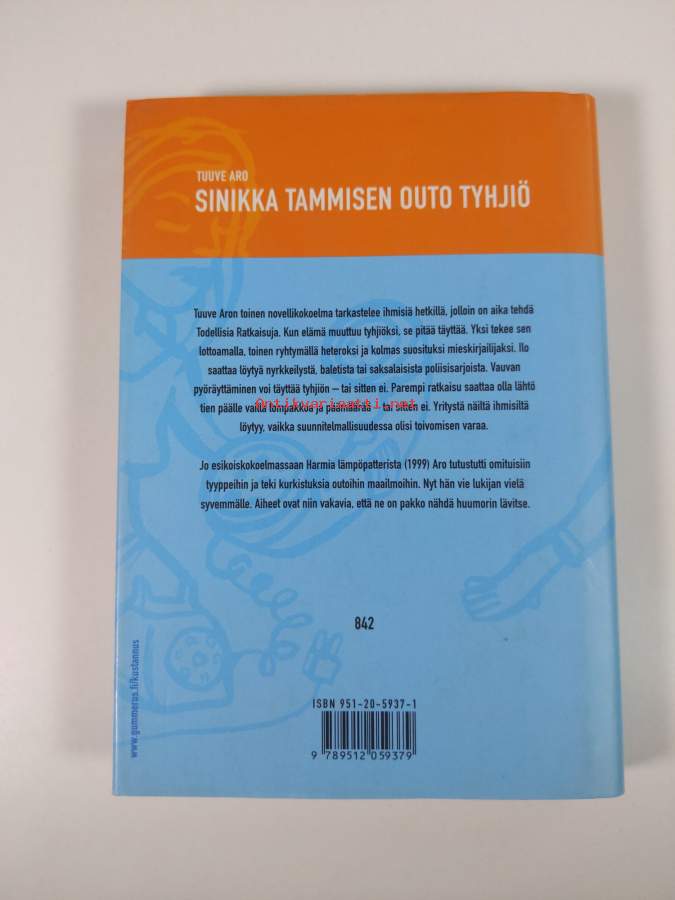 TUUVE ARO
SINIKKA TAMMISEN OUTO TYHJIÖ
Tuuve Aron toinen novellikokoelma tarkastelee ihmisiä hetkillä, jolloin on aika tehdä
Todellisia Ratkaisuja. Kun elämä muuttuu tyhjiöksi, se pitää täyttää. Yksi tekee sen
lottoamalla, toinen ryhtymällä heteroksi ja kolmas suosituksi mieskirjailijaksi. Ilo
saattaa löytyä nyrkkeilystä, baletista tai saksalaisista poliisisarjoista. Vauvan
pyöräyttäminen voi täyttää tyhjiön – tai sitten ei. Parempi ratkaisu saattaa olla lähtö
tien päälle vailla lompakkoa ja päämäärää – tai sitten ei. Yritystä näiltä ihmisiltä
löytyy, vaikka suunnitelmallisuudessa olisi toivomisen varaa.
Antikvariaatti.net
Jo esikoiskokoelmassaan Harmia lämpöpatterista (1999) Aro tutustutti omituisiin
tyyppeihin ja teki kurkistuksia outoihin maailmoihin. Nyt hän vie lukijan vielä
syvemmälle. Aiheet ovat niin vakavia, että ne on pakko nähdä huumorin lävitse.
842
www.gummerus.fi/kustannus
ISBN 951-20-5937-1
9 789512 059379